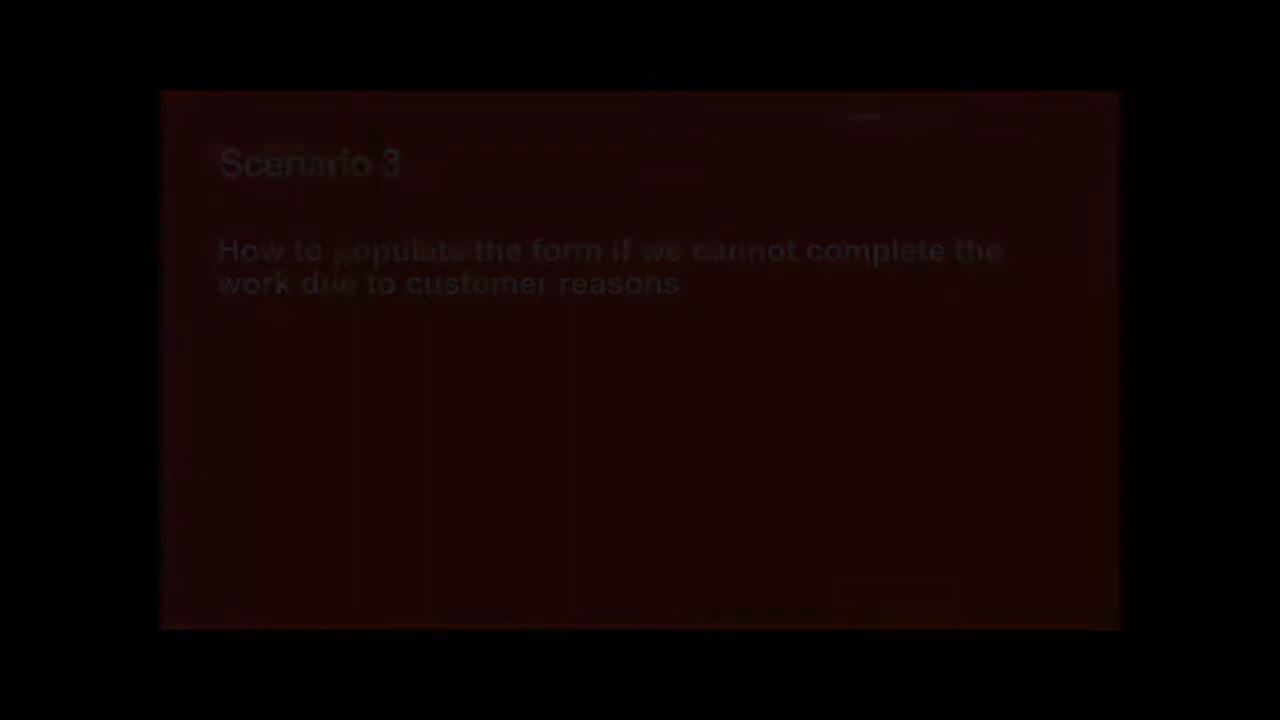 Scenario 3
How to populate the form if we cannot complete the
work due to customer reasons